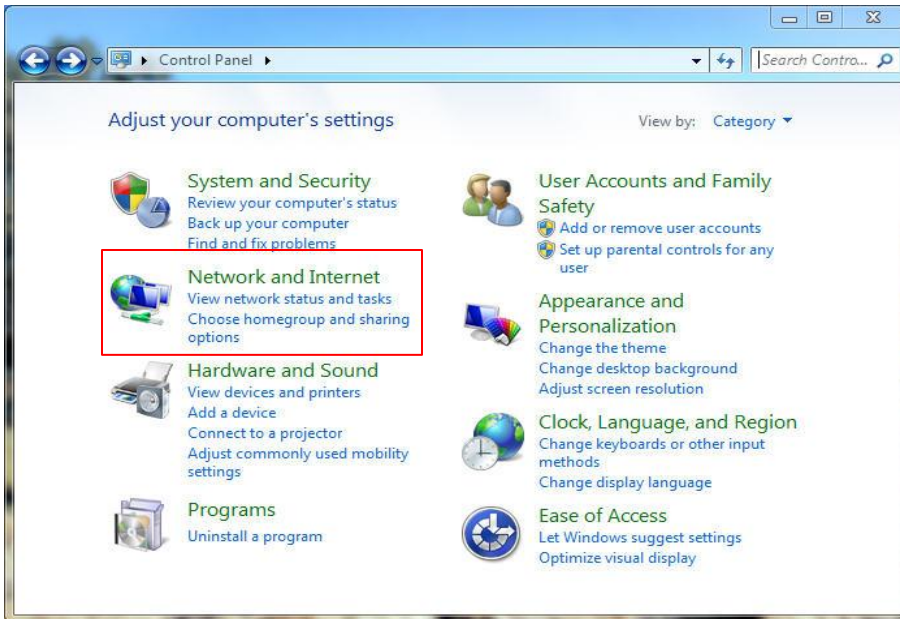 Control Panel
Search Contro...
Adjust your computer's settings
View by: Category
System and Security
Review your computer's status
Back up your computer
Find and fix problems
Network and Internet
View network status and tasks
Choose homegroup and sharing
options
Hardware and Sound
View devices and printers
Add a device
Connect to a projector
Adjust commonly used mobility
settings
Programs
Uninstall a program
User Accounts and Family
Safety
Add or remove user accounts
Set up parental controls for any
user
Appearance and
Personalization
Change the theme
Change desktop background
Adjust screen resolution
Clock, Language, and Region
Change keyboards or other input
methods
Change display language
Ease of Access
Let Windows suggest settings
Optimize visual display